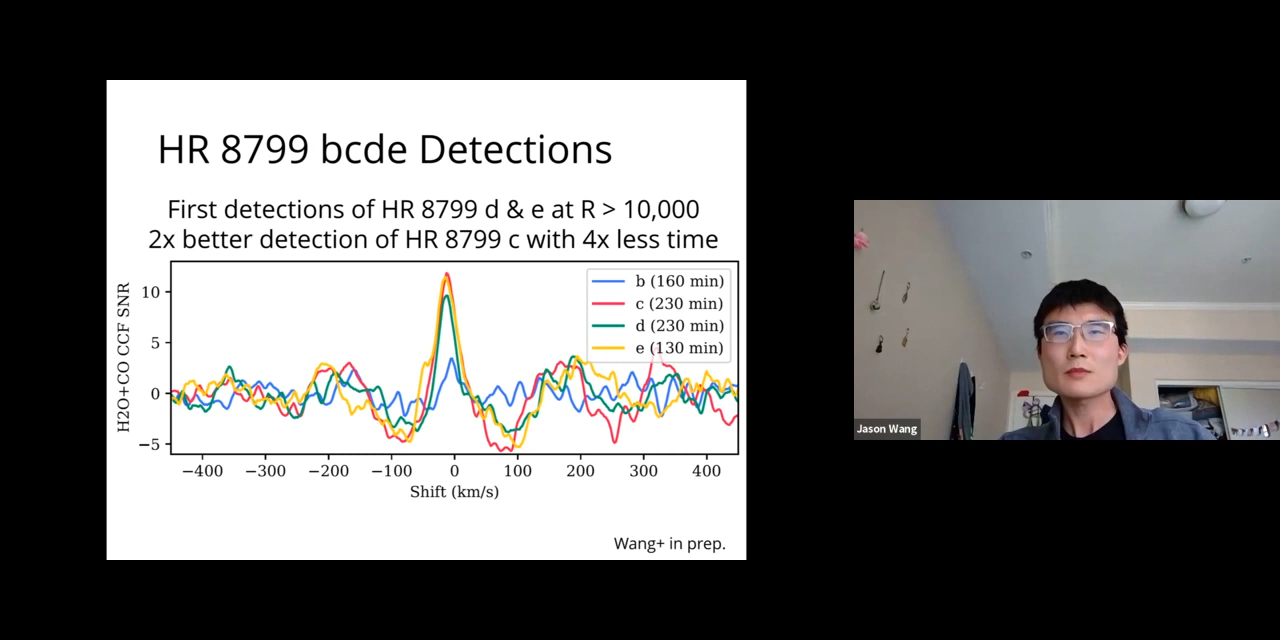 HR 8799 bcde Detections
First detections of HR 8799 d & e at R > 10,000
2x better detection of HR 8799 c with 4x less time
H2O+CO CCF SNR
10
5
0
−5
b (160 min)
c (230 min)
d (230 min)
e (130 min)
−400 −300 −200 −100 0 100 200 300 400
Shift (km/s)
Wang+ in prep.
Jason Wang